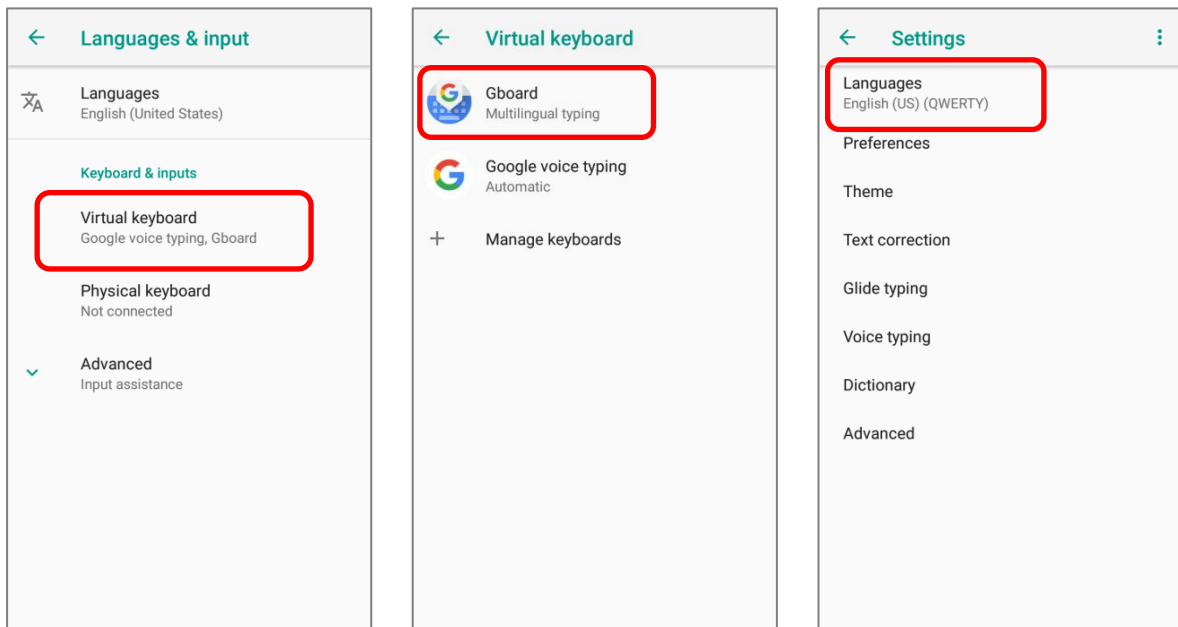 Languages & input
Languages
English (United States)
Keyboard & inputs
Virtual keyboard
Google voice typing, Gboard
Physical keyboard
Not connected
Advanced
Input assistance
Virtual keyboard
Gboard
Multilingual typing
Google voice typing
Automatic
Manage keyboards
Settings
Languages
English (US) (QWERTY)
Preferences
Theme
Text correction
Glide typing
Voice typing
Dictionary
Advanced